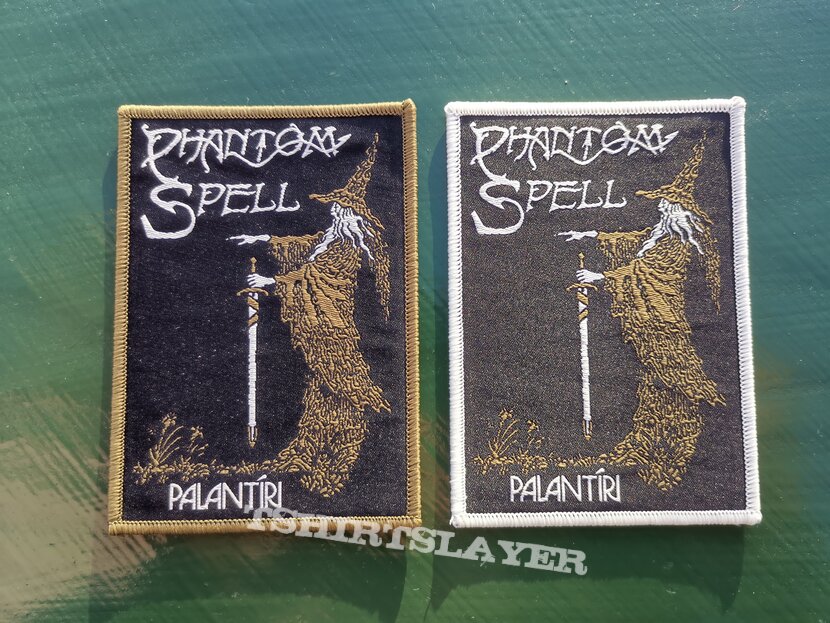 PHANTOM
SPELL
PALANTÍRI
PHANTOM
SPELL
PALANTÍRI
TSHIRTSLAYER